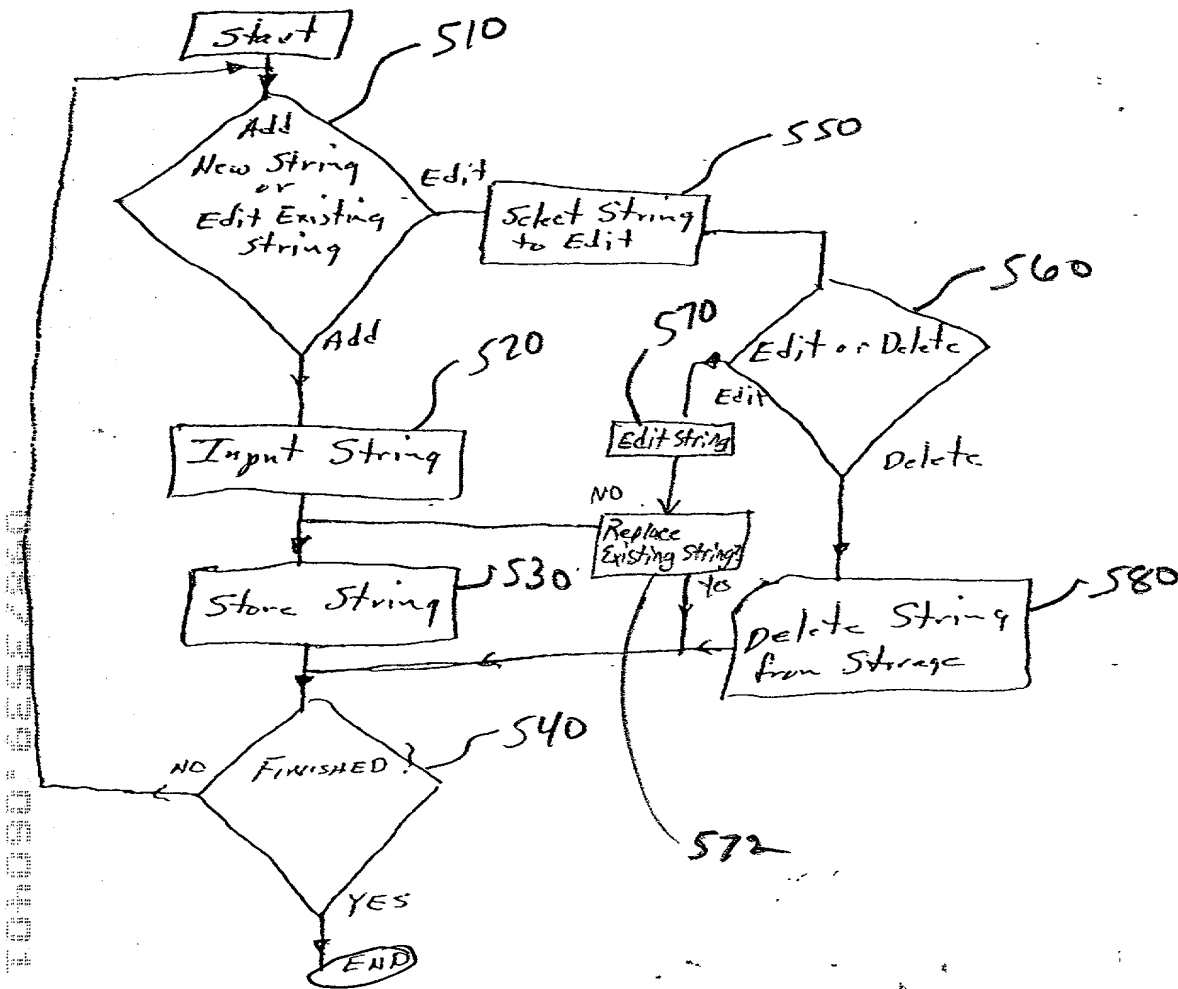 Start
510
Add
New String
or
Edit Existing
string
Edit
550
Select String
to Edit
560
Edit or Delete
570
Edit
Edit String
Delete
Add
520
Input String
NO
Replace
Existing String?
Yes
530
Store String
580
Delete String
from Storage
540
NO
FINISHED?
572
YES
END